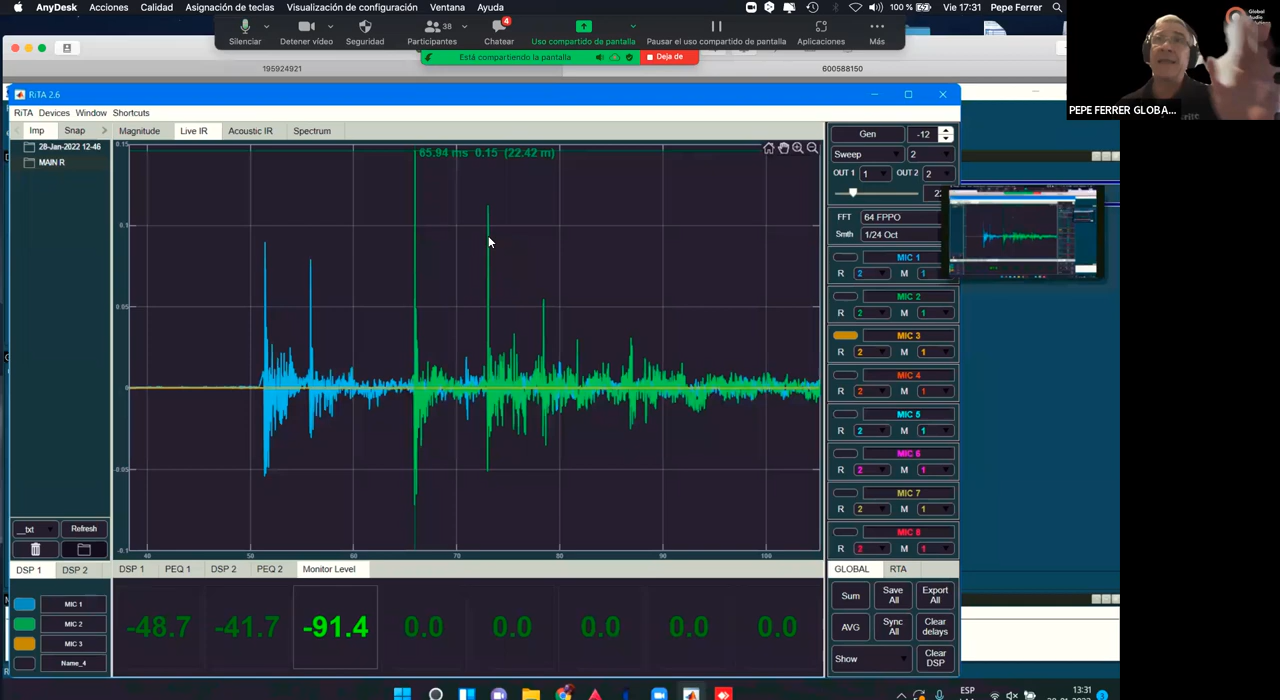 AnyDesk Acciones Calidad Asignación de teclas Visualización de configuración Ventana Ayuda 100 % Vie 17:31 Pepe Ferrer
38
4
Silenciar Detener vídeo Seguridad Participantes Chatear Uso compartido de pantalla Pausar el uso compartido de pantalla Aplicaciones Más
Está compartiendo la pantalla Deja de
195924921 600588150
PEPE FERRER GLOBA...
RiTA 2.6
RiTA Devices Window Shortcuts
Imp Snap Magnitude Live IR Acoustic IR Spectrum
28-Jan-2022 12-46
MAIN R
0.15
65.94 ms 0.15 (22.42 m)
0.1
0.05
0
-0.05
-0.1
40 50 60 70 80 90 100
Gen -12
Sweep 2
OUT 1 1 OUT 2 2
FFT 64 FPPO
Smth 1/24 Oct
MIC 1
R 2 M 1
MIC 2
R 2 M 1
MIC 3
R 2 M 1
MIC 4
R 2 M 1
MIC 5
R 2 M 1
MIC 6
R 2 M 1
MIC 7
R 2 M 1
MIC 8
R 2 M 1
__txt Refresh
DSP 1 DSP 2
DSP 1 PEQ 1 DSP 2 PEQ 2 Monitor Level
MIC 1
MIC 2
MIC 3
Name_4
-48.7 -41.7 -91.4 0.0 0.0 0.0 0.0 0.0
GLOBAL RTA
Sum Save All Export All
AVG Sync All Clear delays
Show Clear DSP
ESP
13:31